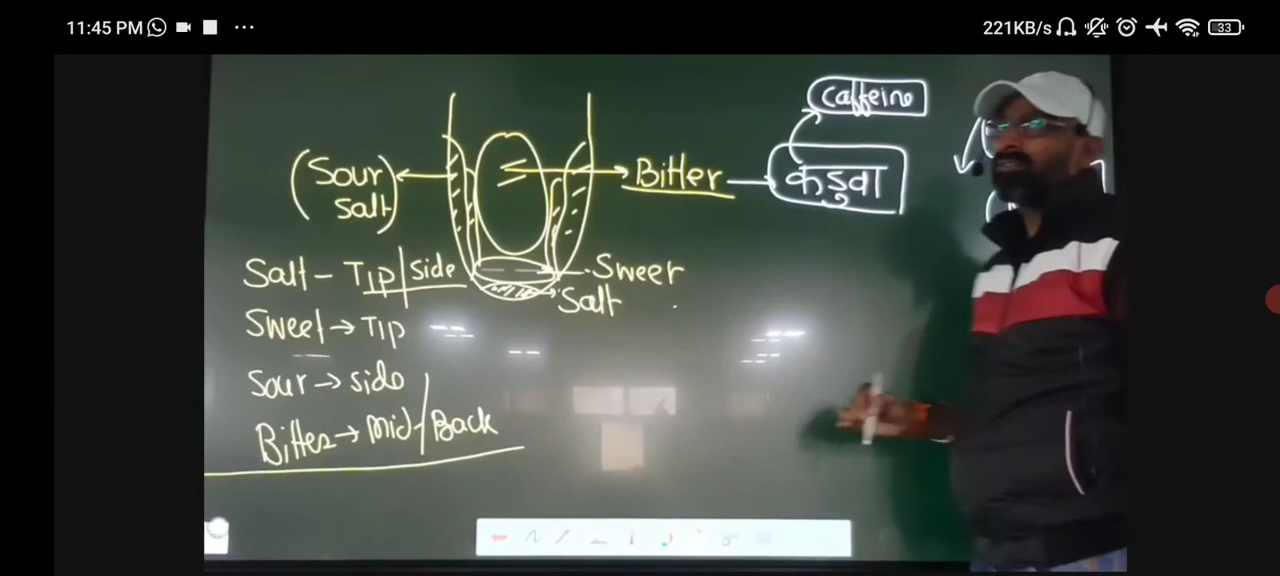 11:45 PM
221KB/s
33
Caffeine
(Sour
Salt)
Bitter
कडुवा
Salt - Tip/side
Sweet → Tip
Sour → side
Bitter → Mid/Back
Sweet
Salt